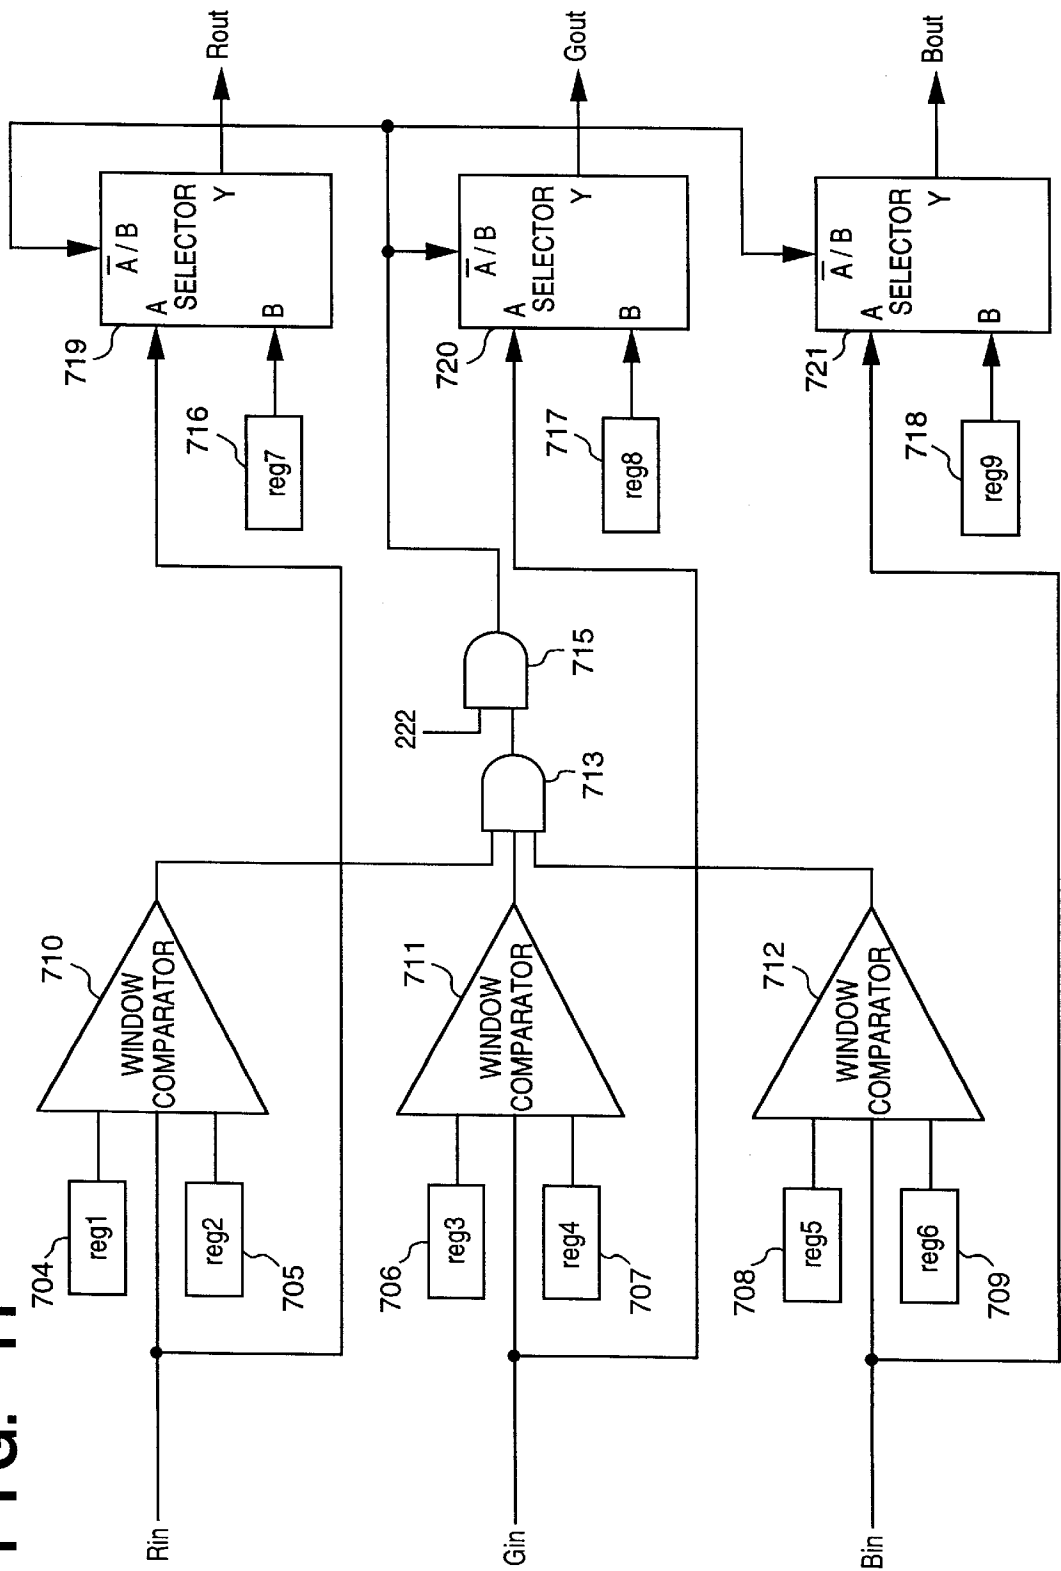 FIG.
704
reg1
reg2
705
Rin
710
WINDOW
COMPARATOR
716
reg7
719
A
A / B
SELECTOR
B
Y
Rout
706
reg3
reg4
707
Gin
711
WINDOW
COMPARATOR
222
713
715
717
reg8
720
A
A / B
SELECTOR
B
Y
Gout
708
reg5
reg6
709
Bin
712
WINDOW
COMPARATOR
718
reg9
721
A
A / B
SELECTOR
B
Y
Bout